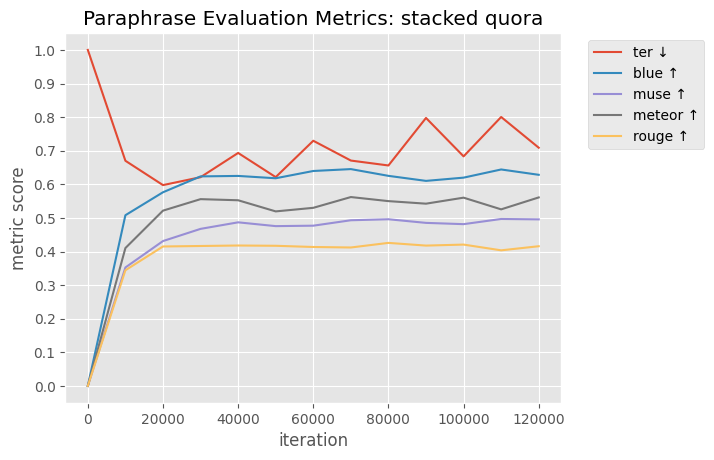 Paraphrase Evaluation Metrics: stacked quora
ter ↓
blue ↑
muse ↑
meteor ↑
rouge ↑
metric score
1.0
0.9
0.8
0.7
0.6
0.5
0.4
0.3
0.2
0.1
0.0
0
20000
40000
60000
80000
100000
120000
iteration